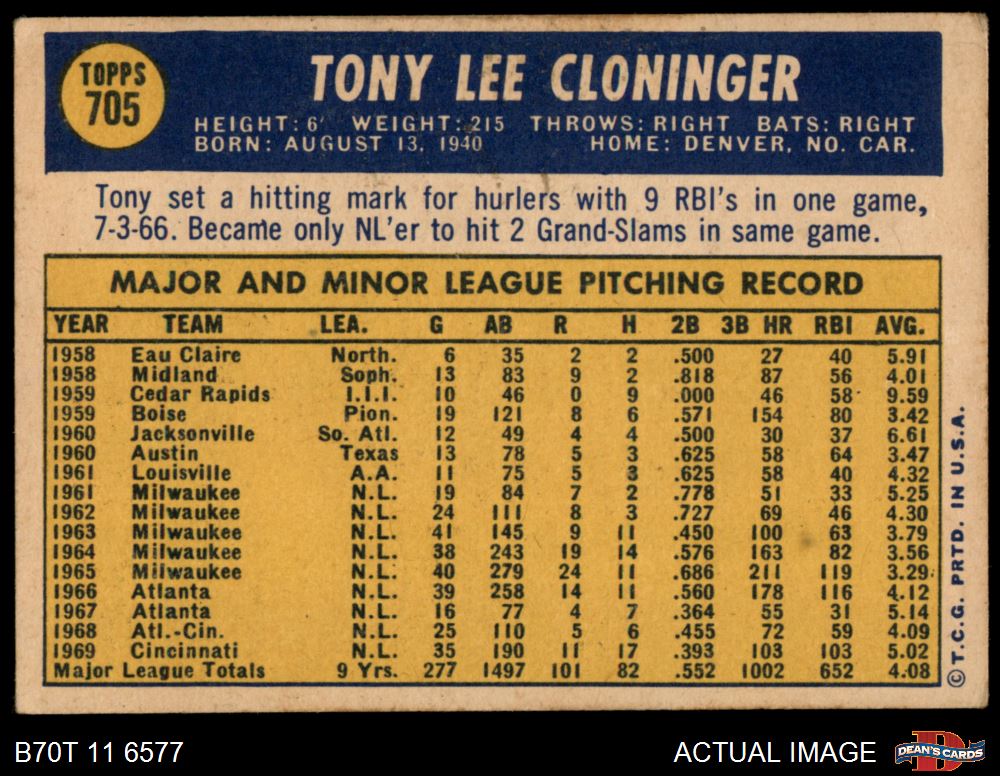 TOPPS
705
TONY LEE CLONINGER
HEIGHT: 6' WEIGHT: 215 THROWS: RIGHT BATS: RIGHT
BORN: AUGUST 13, 1940 HOME: DENVER, NO. CAR.
Tony set a hitting mark for hurlers with 9 RBI's in one game,
7-3-66. Became only NL'er to hit 2 Grand-Slams in same game.
MAJOR AND MINOR LEAGUE PITCHING RECORD
YEAR TEAM LEA. G AB R H 2B 3B HR RBI AVG.
1958 Eau Claire North. 6 35 2 2 .500 27 40 5.91
1958 Midland Soph. 13 83 9 2 .818 87 56 4.01
1959 Cedar Rapids I.I.I. 10 46 0 9 .000 46 58 9.59
1959 Boise Pion. 19 121 8 6 .571 154 80 3.42
1960 Jacksonville So. Atl. 12 49 4 4 .500 30 37 6.61
1960 Austin Texas 13 78 5 3 .625 58 64 3.47
1961 Louisville A.A. 11 75 5 3 .625 58 40 4.32
1961 Milwaukee N.L. 19 84 7 2 .778 51 33 5.25
1962 Milwaukee N.L. 24 111 8 3 .727 69 46 4.30
1963 Milwaukee N.L. 41 145 9 11 .450 100 63 3.79
1964 Milwaukee N.L. 38 243 19 14 .576 163 82 3.56
1965 Milwaukee N.L. 40 279 24 11 .686 211 119 3.29
1966 Atlanta N.L. 39 258 14 11 .560 178 116 4.12
1967 Atlanta N.L. 16 77 4 7 .364 55 31 5.14
1968 Atl.-Cin. N.L. 25 110 5 6 .455 72 59 4.09
1969 Cincinnati N.L. 35 190 11 17 .393 103 103 5.02
Major League Totals 9 Yrs. 277 1497 101 82 .552 1002 652 4.08
© T.C.G. PRTD. IN U.S.A.
B70T 11 6577 ACTUAL IMAGE
D
DEAN'S CARDS